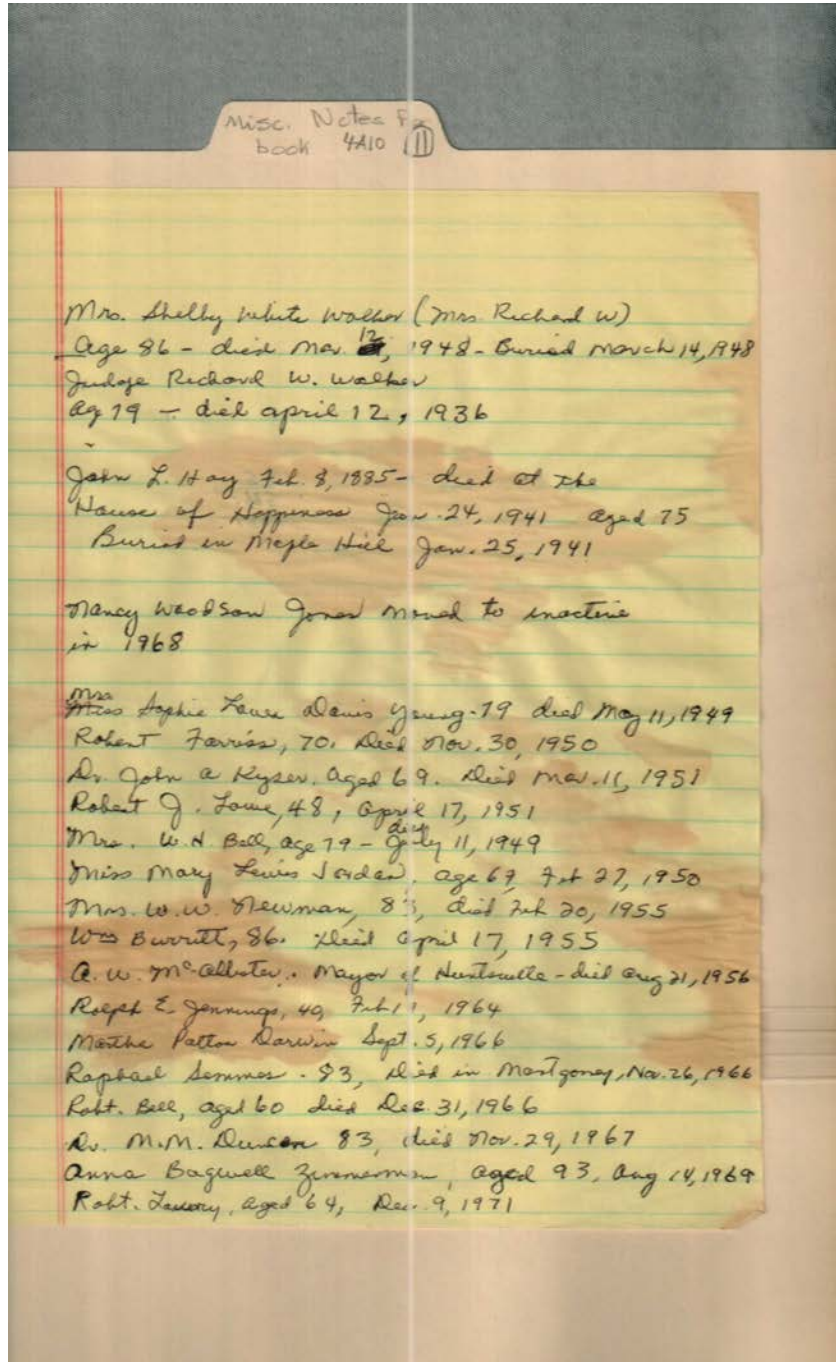 Misc. Notes For
book 4A10 11
Mrs. Shelby White Walker (Mrs Richard W)
Age 86 - died Mar 12, 1948 - Buried March 14, 1948
Judge Richard W. Walker
Ag 79 - died april 12, 1936
John L. Hay Feb. 8, 1885 - died at the
House of Happiness Jan. 24, 1941 aged 75
Buried in Maple Hill Jan. 25, 1941
Nancy Woodson Jones moved to inactive
in 1968
Mrs
Miss Sophie Lowe Davis Young - 79 died May 11, 1949
Robert Farriss, 70. Died Nov. 30, 1950
Dr. John a Kyser. aged 69. Died Mar. 11, 1951
Robert J. Lowe, 48, april 17, 1951
Mrs. W. H Bell, age 79 - died July 11, 1949
Miss Mary Lewis Jordan. age 67, Feb 27, 1950
Mrs. W. W. Newman, 83, died Feb 20, 1955
Wm Burritt, 86. Died april 17, 1955
A. W. McAllister. Mayor of Huntsville - died aug 21, 1956
Ralph E. Jennings, 49, Feb 1964
Martha Patton Darwin Sept. 5, 1966
Raphael Semmes - 83, died in Montgomey, Nov. 26, 1966
Robt. Bell, aged 60 died Dec. 31, 1966
Dr. M. M. Duncan 83, died Nov. 29, 1967
Anna Bagwell Zimmerman, aged 93, Aug 14, 1969
Robt. Lowery, aged 64, Dec. 9, 1971